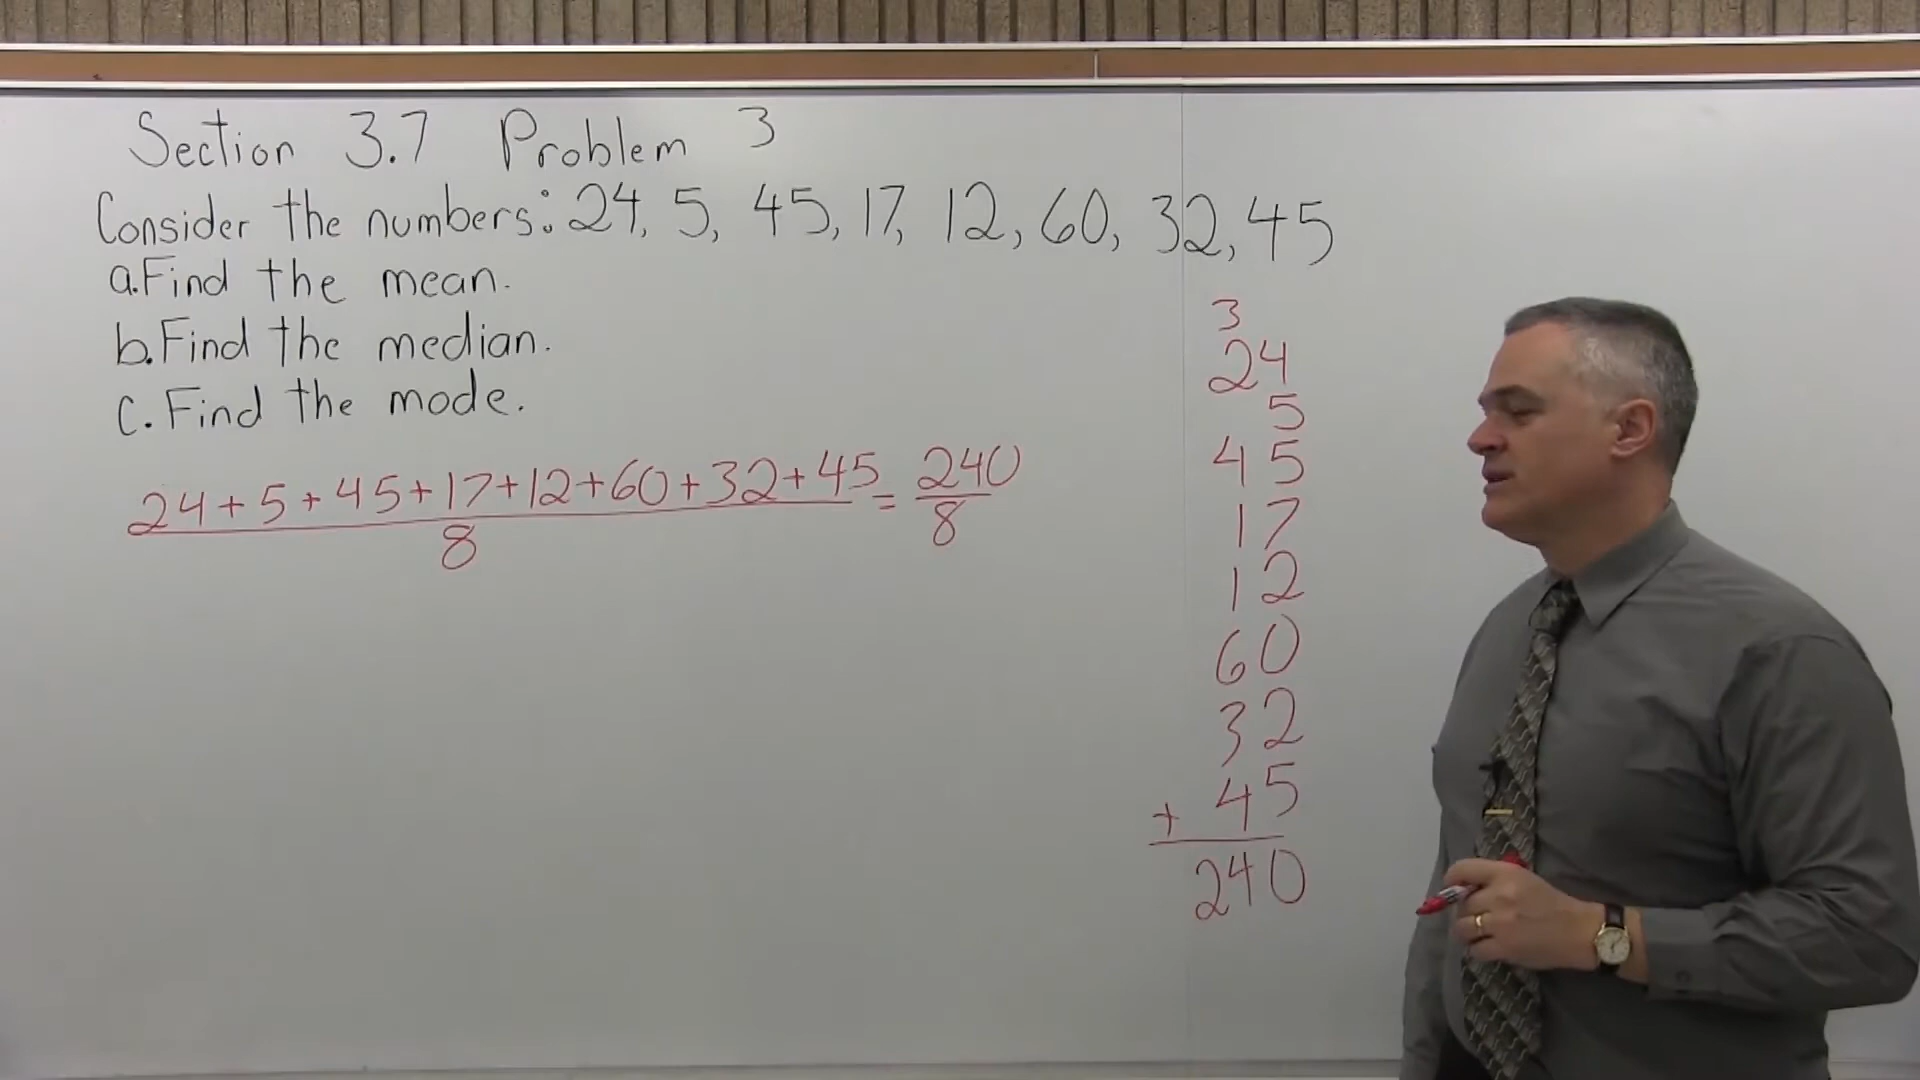 Section 3.7 Problem 3
Consider the numbers: 24, 5, 45, 17, 12, 60, 32, 45
a. Find the mean.
b. Find the median.
c. Find the mode.
24+5+45+17+12+60+32+45 = 240
8 8
3
24
5
45
17
12
60
32
+ 45
240